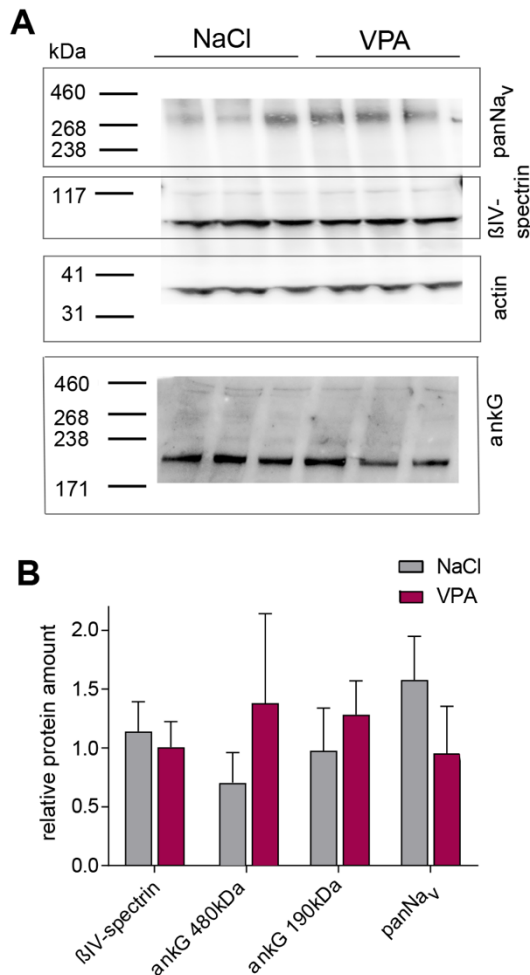 A
NaCl VPA
kDa
460
268
238
panNav
117
ßIV-
spectrin
41
31
actin
460
268
238
171
ankG
B
NaCl
VPA
relative protein amount
2.0
1.5
1.0
0.5
0.0
ßIV-spectrin
ankG 480kDa
ankG 190kDa
panNav